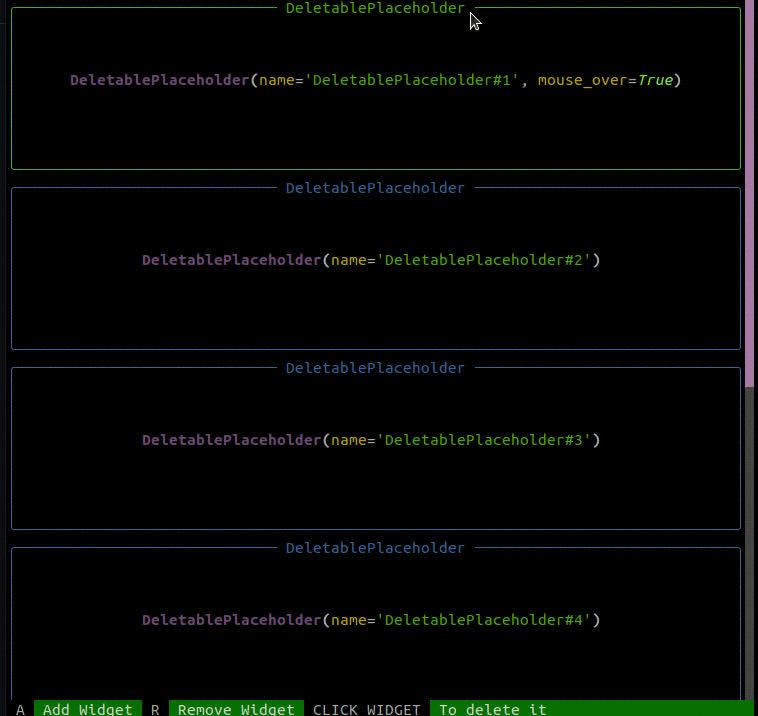 DeletablePlaceholder
DeletablePlaceholder(name='DeletablePlaceholder#1', mouse_over=True)
DeletablePlaceholder
DeletablePlaceholder(name='DeletablePlaceholder#2')
DeletablePlaceholder
DeletablePlaceholder(name='DeletablePlaceholder#3')
DeletablePlaceholder
DeletablePlaceholder(name='DeletablePlaceholder#4')
A Add Widget R Remove Widget CLICK WIDGET To delete it